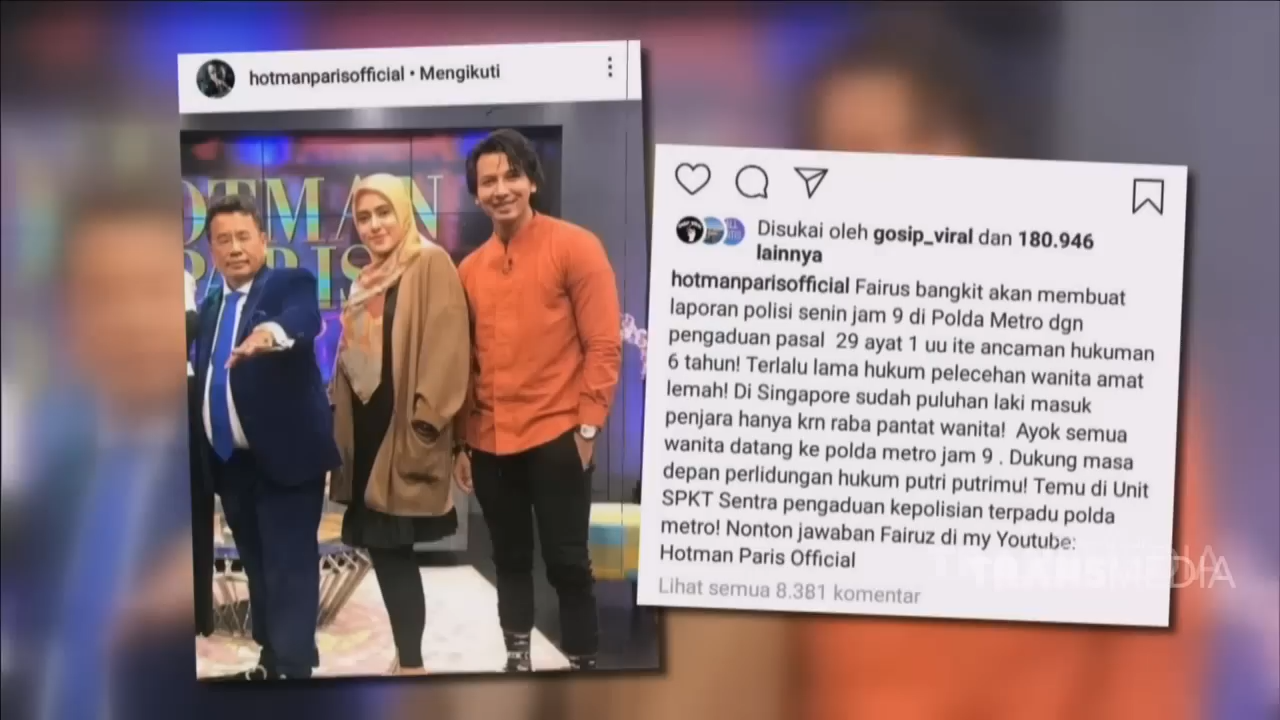 hotmanparisofficial • Mengikuti
OTMAN
PARIS
Disukai oleh gosip_viral dan 180.946
lainnya
hotmanparisofficial Fairus bangkit akan membuat
laporan polisi senin jam 9 di Polda Metro dgn
pengaduan pasal 29 ayat 1 uu ite ancaman hukuman
6 tahun! Terlalu lama hukum pelecehan wanita amat
lemah! Di Singapore sudah puluhan laki masuk
penjara hanya krn raba pantat wanita! Ayok semua
wanita datang ke polda metro jam 9 . Dukung masa
depan perlidungan hukum putri putrimu! Temu di Unit
SPKT Sentra pengaduan kepolisian terpadu polda
metro! Nonton jawaban Fairuz di my Youtube:
Hotman Paris Official
Lihat semua 8.381 komentar